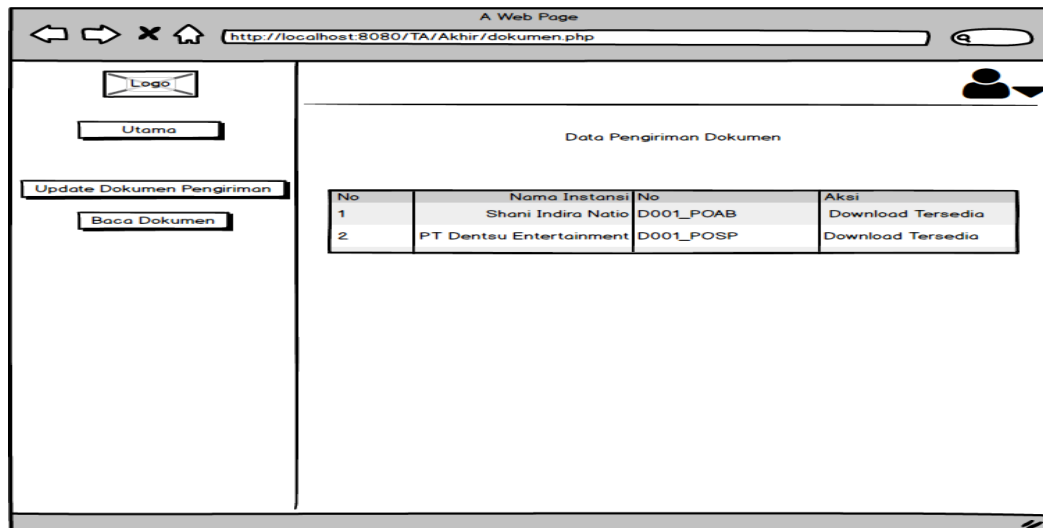 A Web Page
http://localhost:8080/TA/Akhir/dokumen.php
Logo
Utama
Update Dokumen Pengiriman
Baca Dokumen
Data Pengiriman Dokumen
No Nama Instansi No Aksi
1 Shani Indira Natio D001_POAB Download Tersedia
2 PT Dentsu Entertainment D001_POSP Download Tersedia